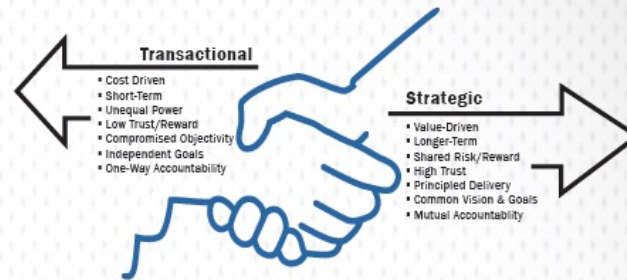 Transactional
▪ Cost Driven
▪ Short-Term
▪ Unequal Power
▪ Low Trust/Reward
▪ Compromised Objectivity
▪ Independent Goals
▪ One-Way Accountability
Strategic
▪ Value-Driven
▪ Longer-Term
▪ Shared Risk/Reward
▪ High Trust
▪ Principled Delivery
▪ Common Vision & Goals
▪ Mutual Accountablity